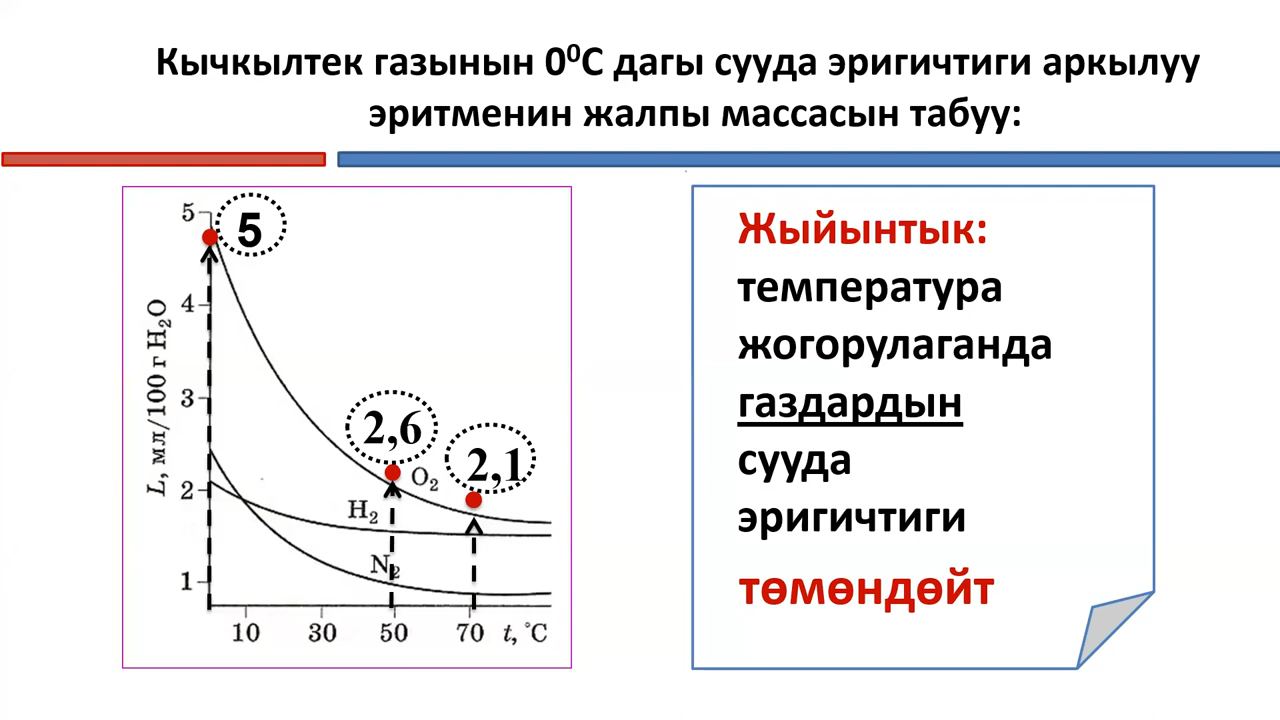 Кычкылтек газынын 0⁰С дагы сууда эригичтиги аркылуу
эритменин жалпы массасын табуу:
5
5
4
3
2
1
L, мл/100 г H₂O
2,6
2,1
O₂
H₂
N₂
10 30 50 70 t, °C
Жыйынтык:
температура
жогорулаганда
газдардын
сууда
эригичтиги
төмөндөйт